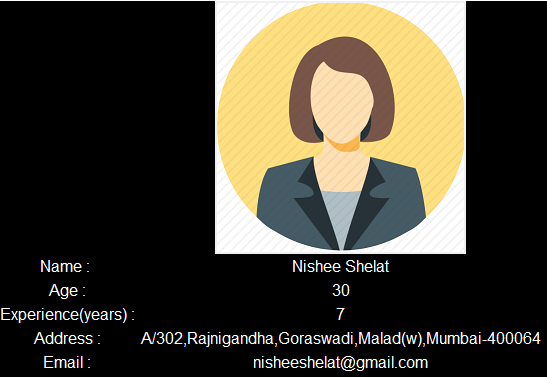 Name : Nishee Shelat
Age : 30
Experience(years) : 7
Address : A/302,Rajnigandha,Goraswadi,Malad(w),Mumbai-400064
Email : nisheeshelat@gmail.com